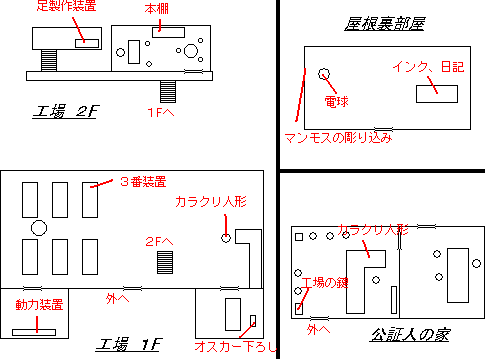 足製作装置
本棚
工場 2F
1Fへ
屋根裏部屋
インク、日記
電球
マンモスの彫り込み
3番装置
カラクリ人形
2Fへ
動力装置
外へ
工場 1F
オスカー下ろし
カラクリ人形
工場の鍵
外へ
公証人の家